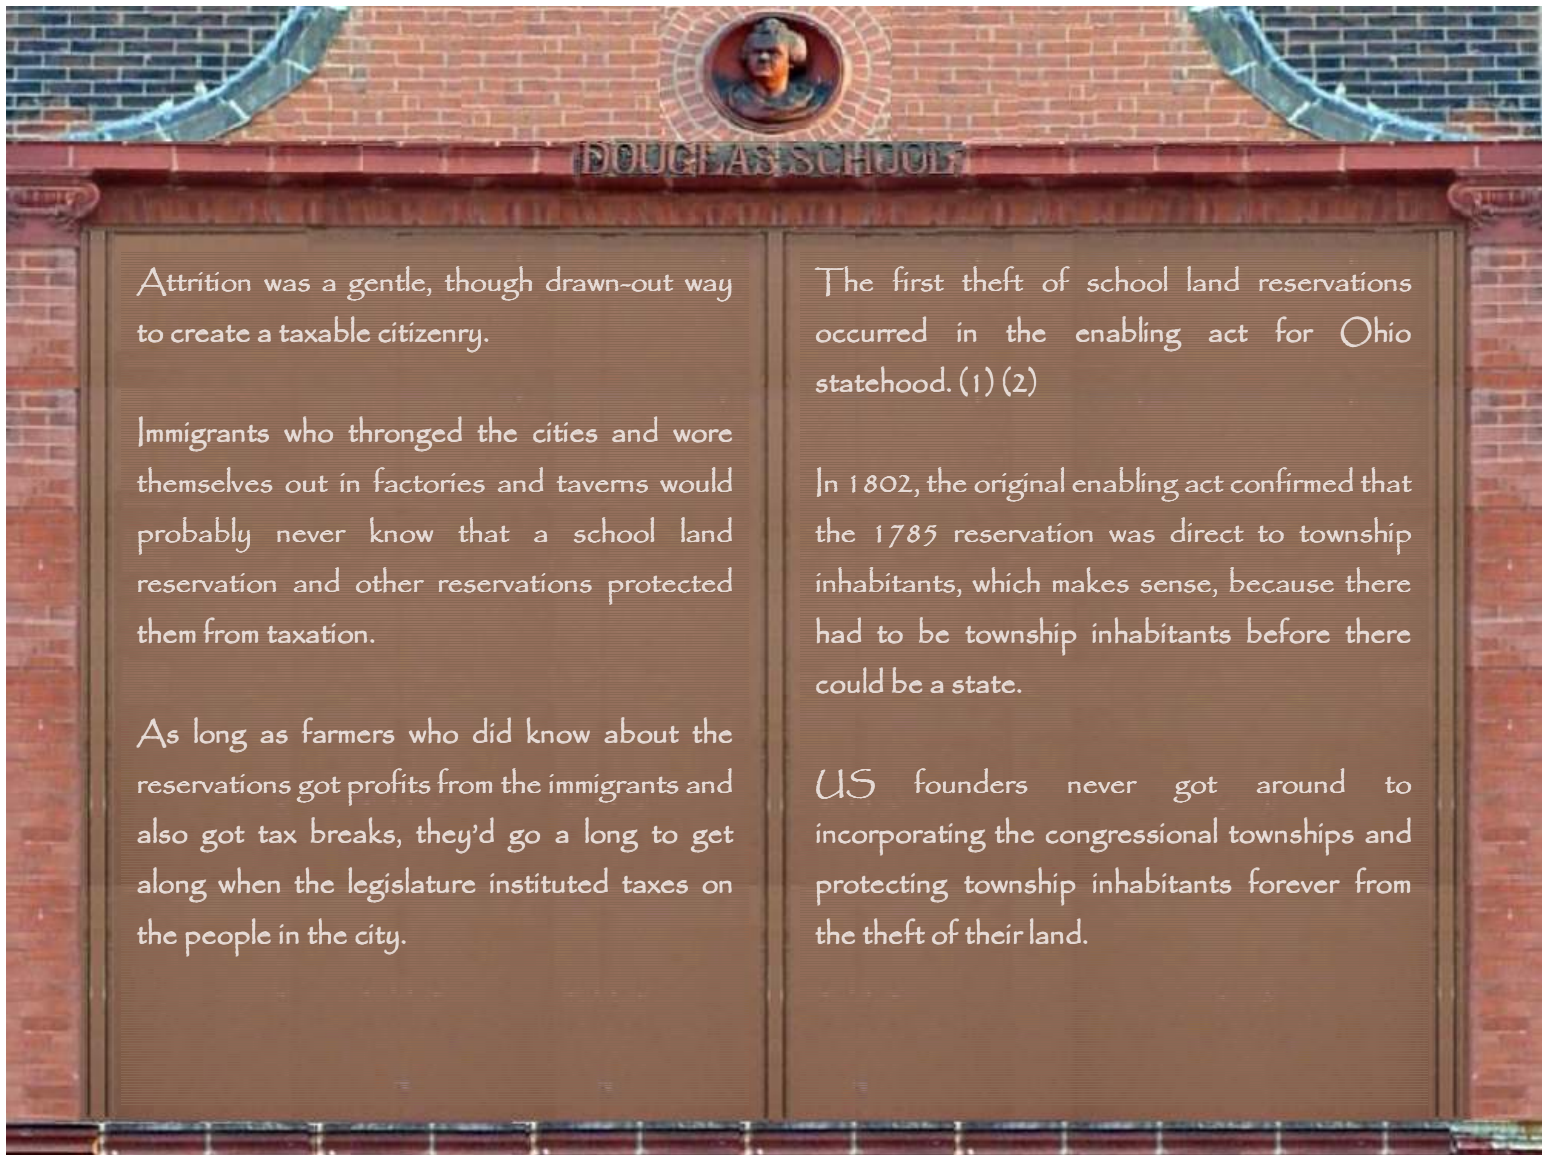 DOUGLAS SCHOOL
Attrition was a gentle, though drawn-out way
to create a taxable citizenry.
Immigrants who thronged the cities and wore
themselves out in factories and taverns would
probably never know that a school land
reservation and other reservations protected
them from taxation.
As long as farmers who did know about the
reservations got profits from the immigrants and
also got tax breaks, they'd go a long to get
along when the legislature instituted taxes on
the people in the city.
The first theft of school land reservations
occurred in the enabling act for Ohio
statehood. (1) (2)
In 1802, the original enabling act confirmed that
the 1785 reservation was direct to township
inhabitants, which makes sense, because there
had to be township inhabitants before there
could be a state.
US founders never got around to
incorporating the congressional townships and
protecting township inhabitants forever from
the theft of their land.